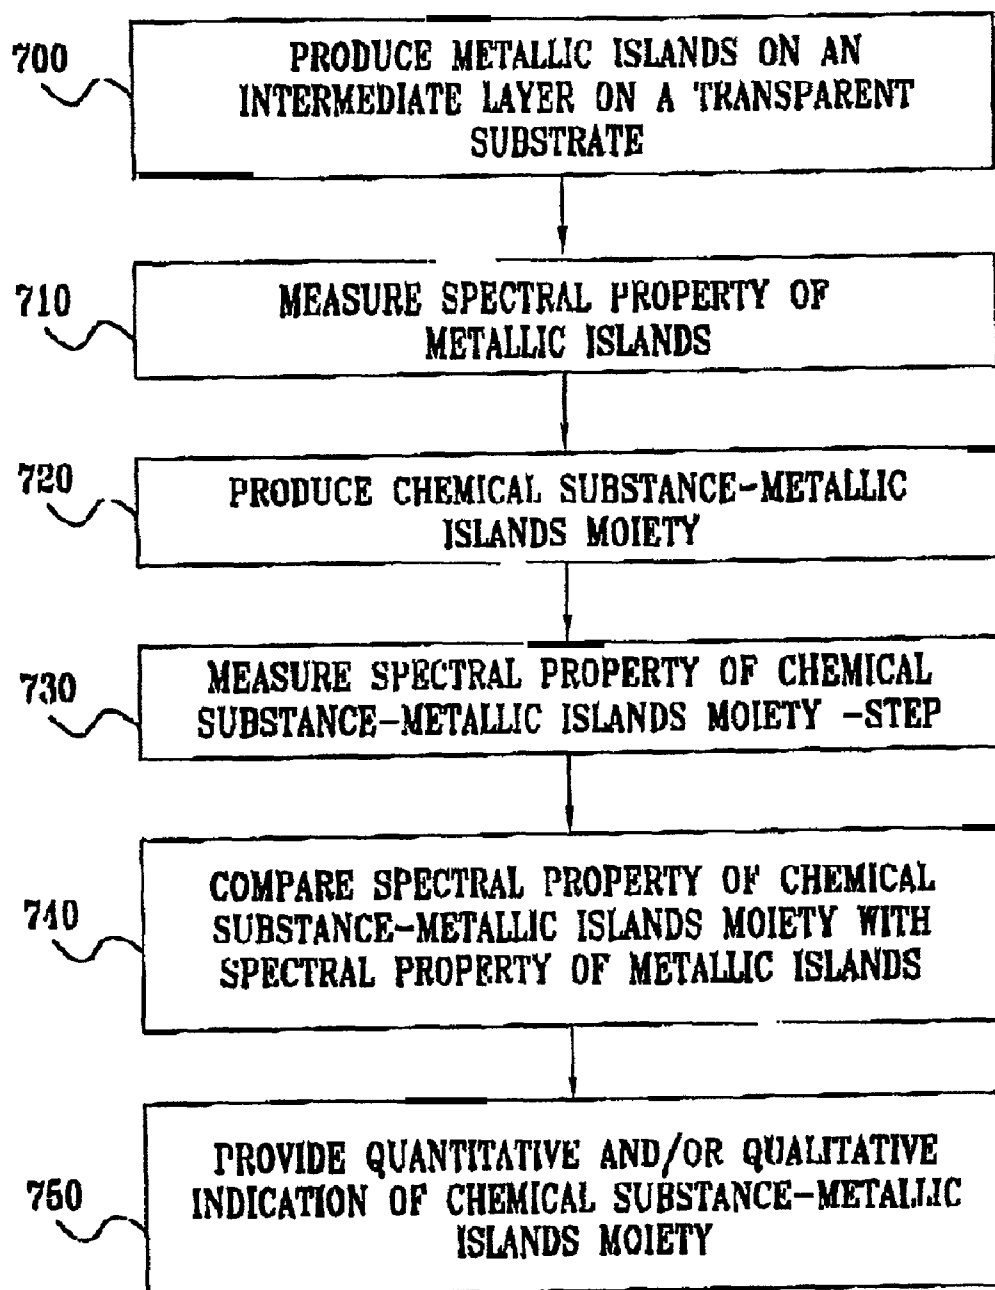 700
PRODUCE METALLIC ISLANDS ON AN
INTERMEDIATE LAYER ON A TRANSPARENT
SUBSTRATE
710
MEASURE SPECTRAL PROPERTY OF
METALLIC ISLANDS
720
PRODUCE CHEMICAL SUBSTANCE-METALLIC
ISLANDS MOIETY
730
MEASURE SPECTRAL PROPERTY OF CHEMICAL
SUBSTANCE-METALLIC ISLANDS MOIETY -STEP
740
COMPARE SPECTRAL PROPERTY OF CHEMICAL
SUBSTANCE-METALLIC ISLANDS MOIETY WITH
SPECTRAL PROPERTY OF METALLIC ISLANDS
750
PROVIDE QUANTITATIVE AND/OR QUALITATIVE
INDICATION OF CHEMICAL SUBSTANCE-METALLIC
ISLANDS MOIETY